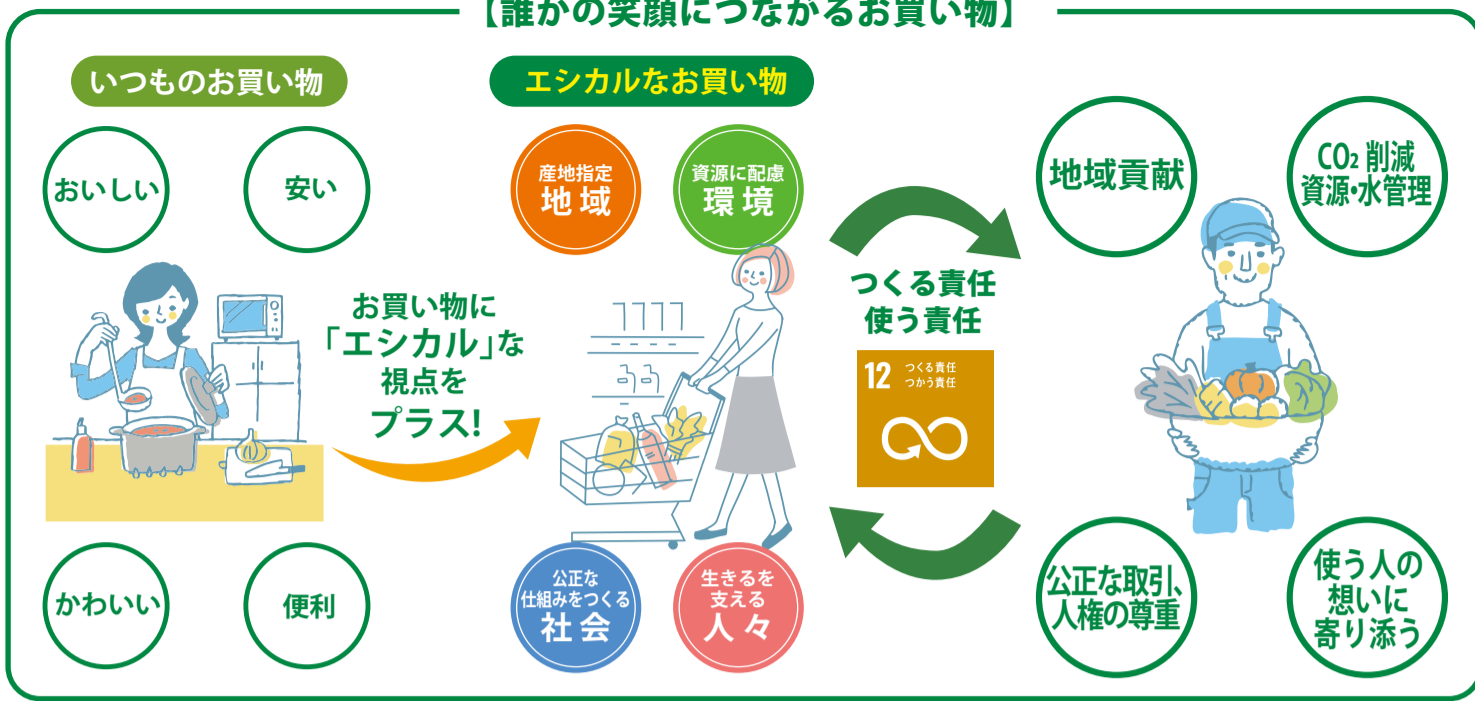 【誰かの笑顔につながるお買い物】
いつものお買い物
おいしい
安い
かわいい
便利
お買い物に
「エシカル」な
視点を
プラス!
エシカルなお買い物
産地指定
地域
資源に配慮
環境
公正な
仕組みをつくる
社会
生きるを
支える
人々
つくる責任
使う責任
12 つくる責任
つかう責任
地域貢献
CO₂ 削減
資源・水管理
公正な取引、
人権の尊重
使う人の
想いに
寄り添う